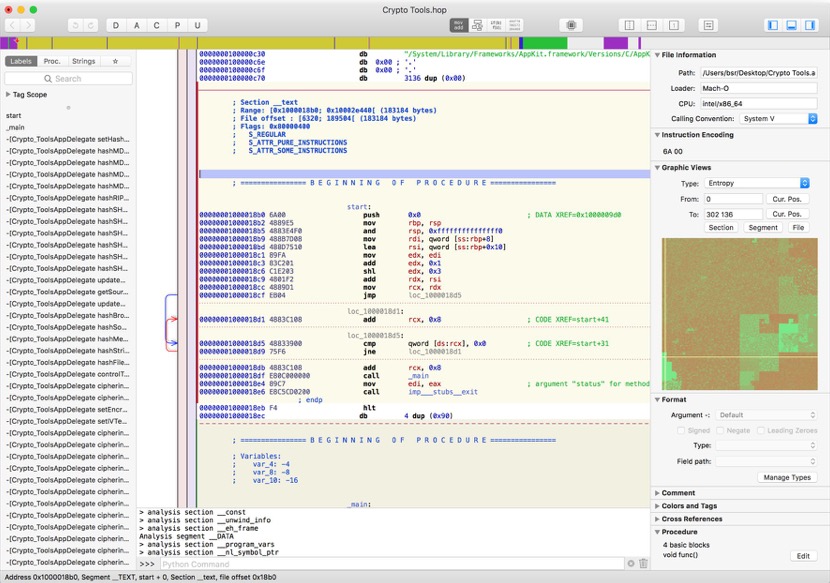 Crypto Tools.hop
D A C P U
Labels Proc. Strings
Search
Tag Scope
start
_main
-[Crypto_ToolsAppDelegate setHash...
-[Crypto_ToolsAppDelegate hashMD...
-[Crypto_ToolsAppDelegate hashMD...
-[Crypto_ToolsAppDelegate hashMD...
-[Crypto_ToolsAppDelegate hashRIP...
-[Crypto_ToolsAppDelegate hashSH...
-[Crypto_ToolsAppDelegate hashSH...
-[Crypto_ToolsAppDelegate hashSH...
-[Crypto_ToolsAppDelegate hashSH...
-[Crypto_ToolsAppDelegate hashSH...
-[Crypto_ToolsAppDelegate hashSH...
-[Crypto_ToolsAppDelegate update...
-[Crypto_ToolsAppDelegate getSour...
-[Crypto_ToolsAppDelegate update...
-[Crypto_ToolsAppDelegate hashBro...
-[Crypto_ToolsAppDelegate hashSo...
-[Crypto_ToolsAppDelegate hashMe...
-[Crypto_ToolsAppDelegate hashStri...
-[Crypto_ToolsAppDelegate hashFile...
-[Crypto_ToolsAppDelegate controlT...
-[Crypto_ToolsAppDelegate cipherin...
-[Crypto_ToolsAppDelegate cipherin...
-[Crypto_ToolsAppDelegate setEncr...
-[Crypto_ToolsAppDelegate setIVTe...
-[Crypto_ToolsAppDelegate cipherin...
-[Crypto_ToolsAppDelegate cipherin...
-[Crypto_ToolsAppDelegate cipherin...
-[Crypto_ToolsAppDelegate cipherin...
-[Crypto_ToolsAppDelegate cipherin...
-[Crypto_ToolsAppDelegate cipherin...
-[Crypto_ToolsAppDelegate cipherin...
-[Crypto_ToolsAppDelegate cipherin...
-[Crypto_ToolsAppDelegate cipherin...
-[Crypto_ToolsAppDelegate cipherin...
-[Crypto_ToolsAppDelegate cipherin...
0000000100000c30 db "/System/Library/Frameworks/AppKit.framework/Versions/C/AppK
0000000100000c6e db 0x00 ; '.'
0000000100000c6f db 0x00 ; '.'
0000000100000c70 db 3136 dup (0x00)
; Section __text
; Range: [0x1000018b0; 0x10002e440[ (183184 bytes)
; File offset : [6320; 189504[ (183184 bytes)
; Flags: 0x80000400
; S_REGULAR
; S_ATTR_PURE_INSTRUCTIONS
; S_ATTR_SOME_INSTRUCTIONS
; ================ B E G I N N I N G   O F   P R O C E D U R E ================
start:
00000001000018b0 6A00 push 0x0 ; DATA XREF=0x1000009d0
00000001000018b2 4889E5 mov rbp, rsp
00000001000018b5 4883E4F0 and rsp, 0xfffffffffffffff0
00000001000018b9 488B7D08 mov rdi, qword [ss:rbp+8]
00000001000018bd 488D7510 lea rsi, qword [ss:rbp+0x10]
00000001000018c1 89FA mov edx, edi
00000001000018c3 83C201 add edx, 0x1
00000001000018c6 C1E203 shl edx, 0x3
00000001000018c9 4801F2 add rdx, rsi
00000001000018cc 4889D1 mov rcx, rdx
00000001000018cf EB04 jmp loc_1000018d5
loc_1000018d1:
00000001000018d1 4883C108 add rcx, 0x8 ; CODE XREF=start+41
loc_1000018d5:
00000001000018d5 48833900 cmp qword [ds:rcx], 0x0 ; CODE XREF=start+31
00000001000018d9 75F6 jne loc_1000018d1
00000001000018db 4883C108 add rcx, 0x8
00000001000018df E80C000000 call _main
00000001000018e4 89C7 mov edi, eax ; argument "status" for method
00000001000018e6 E8C5CD0200 call imp___stubs__exit
; endp
00000001000018eb F4 hlt
00000001000018ec db 4 dup (0x90)
; ================ B E G I N N I N G   O F   P R O C E D U R E ================
; Variables:
; var_4: -4
; var_8: -8
; var_10: -16
_main:
> analysis section __const
> analysis section __unwind_info
> analysis section __eh_frame
Analysis segment __DATA
> analysis section __program_vars
> analysis section __nl_symbol_ptr
>>> Python Command
File Information
Path: /Users/bsr/Desktop/Crypto Tools.a
Loader: Mach-O
CPU: intel/x86_64
Calling Convention: System V
Instruction Encoding
6A 00
Graphic Views
Type: Entropy
From: 0 Cur. Pos.
To: 302 136 Cur. Pos.
Section Segment File
Format
Argument -: Default
Signed Negate Leading Zeroes
Type:
Field path:
Manage Types
Comment
Colors and Tags
Cross References
Procedure
4 basic blocks
void func() Edit
Address 0x1000018b0, Segment __TEXT, start + 0, Section __text, file offset 0x18b0